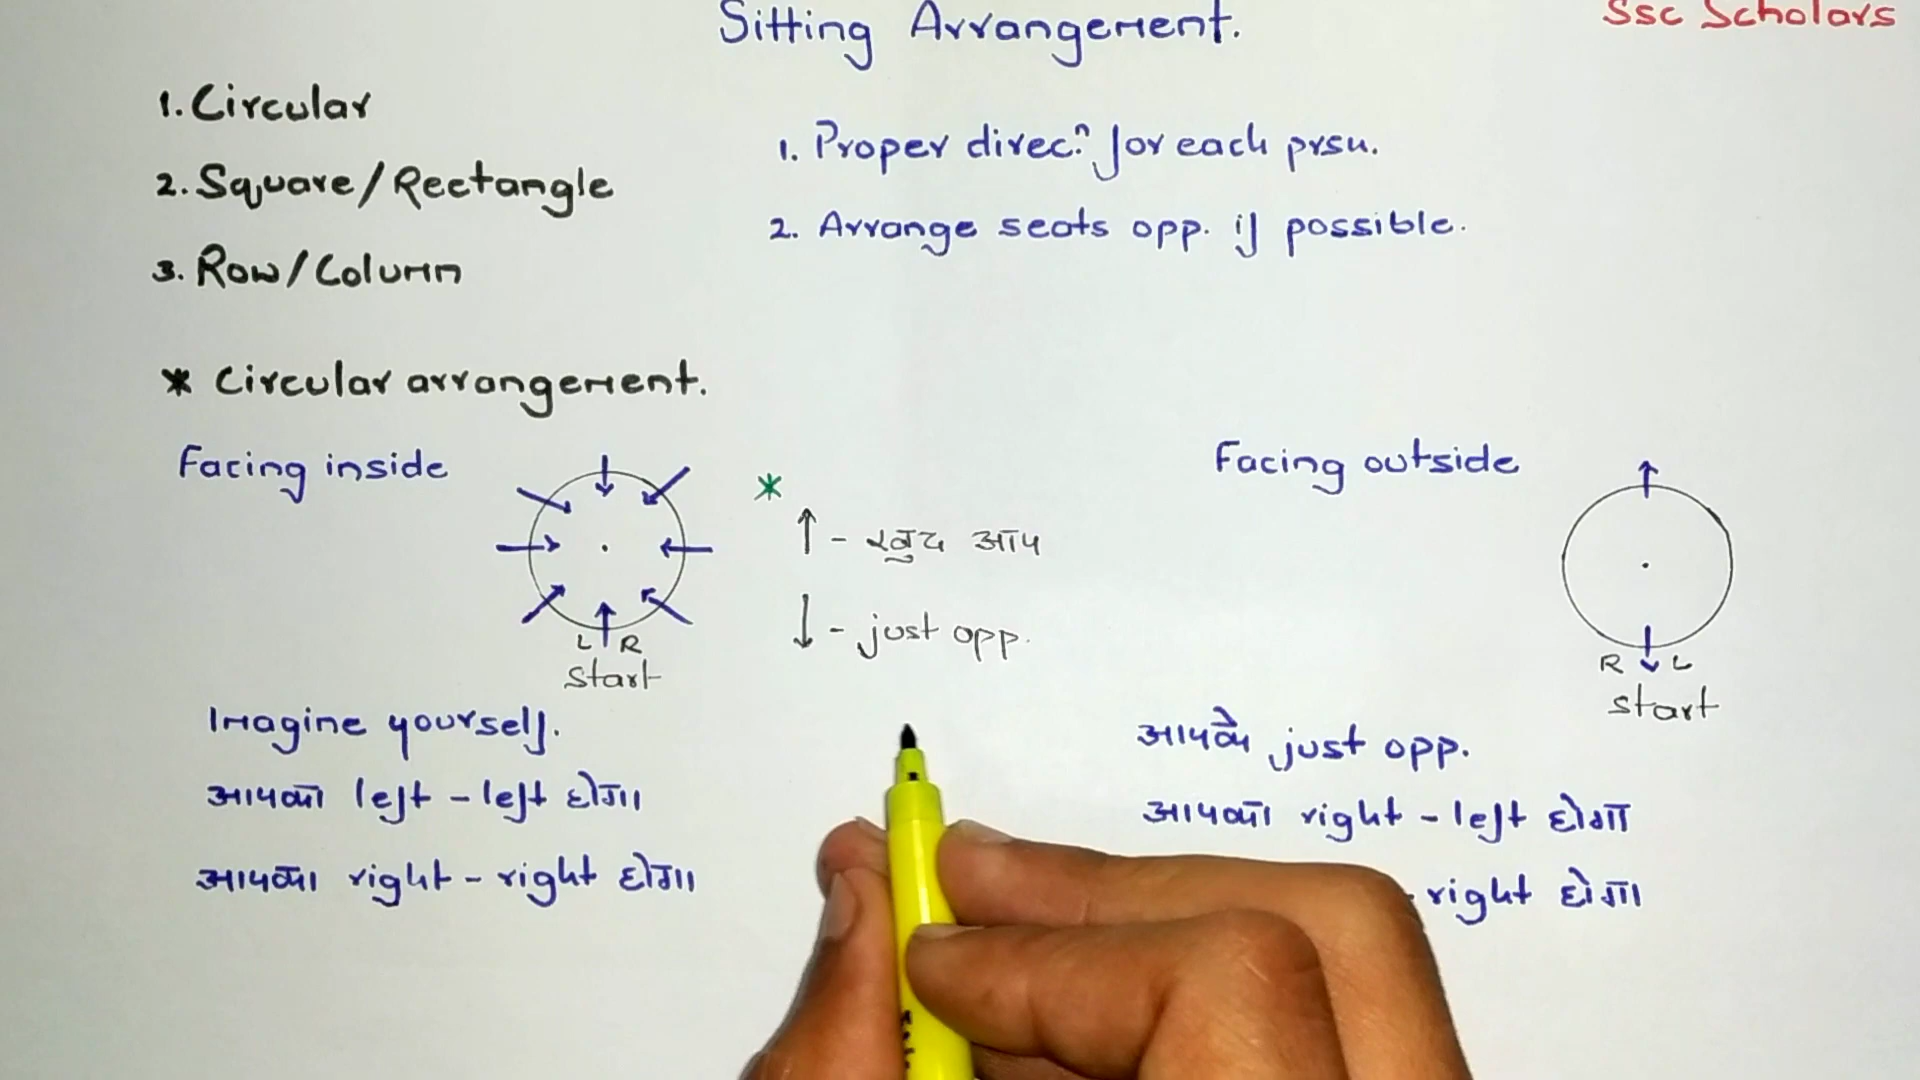 Sitting Arrangement.
Ssc Scholars
1. Circular
2. Square/Rectangle
3. Row/Column
1. Proper direcⁿ. for each prsn.
2. Arrange seats opp. if possible.
* Circular arrangement.
Facing inside
L R
Start
* ↑ - खुद आप
↓ - just opp.
Facing outside
R L
Start
Imagine yourself.
आपका left - left होगा
आपका right - right होगा
आपके just opp.
आपका right - left होगा
- right होगा